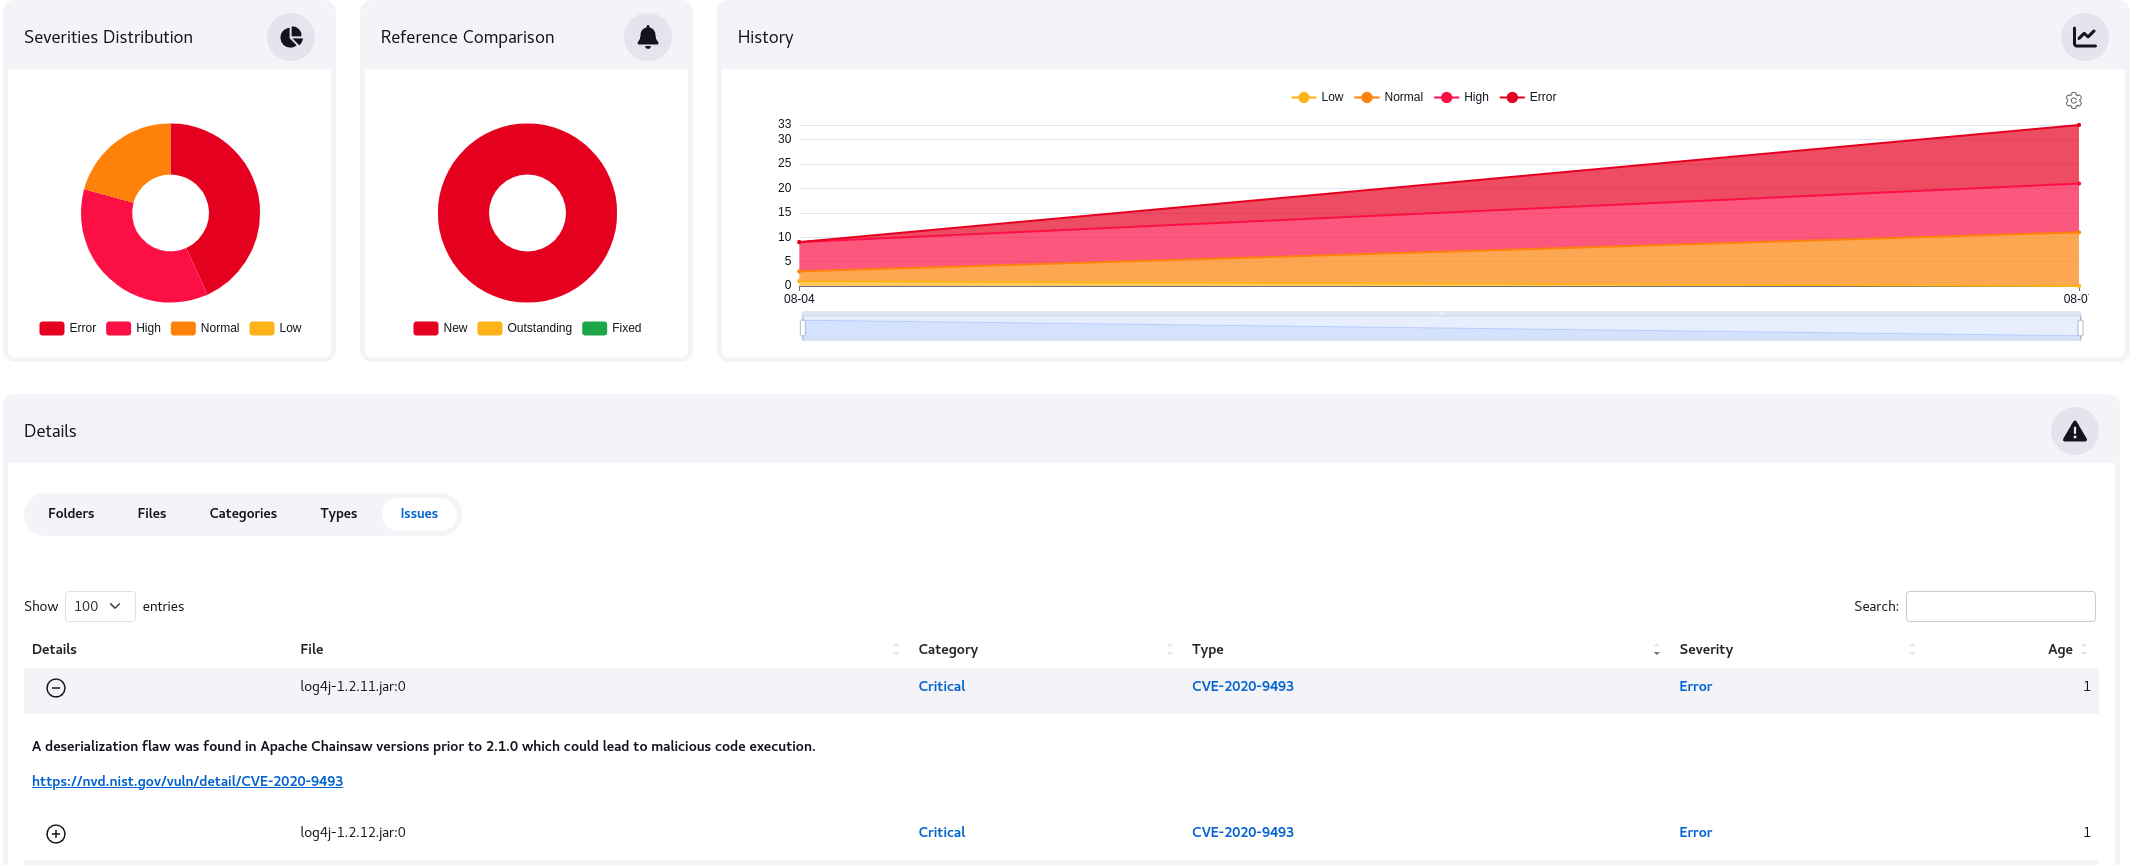 Severities Distribution
Error High Normal Low
Reference Comparison
New Outstanding Fixed
History
Low Normal High Error
33
30
25
20
15
10
5
0
08-04
Details
Folders Files Categories Types Issues
Show 100 entries
Search:
Details File Category Type Severity Age
log4j-1.2.11.jar:0 Critical CVE-2020-9493 Error 1
A deserialization flaw was found in Apache Chainsaw versions prior to 2.1.0 which could lead to malicious code execution.
https://nvd.nist.gov/vuln/detail/CVE-2020-9493
log4j-1.2.12.jar:0 Critical CVE-2020-9493 Error 1